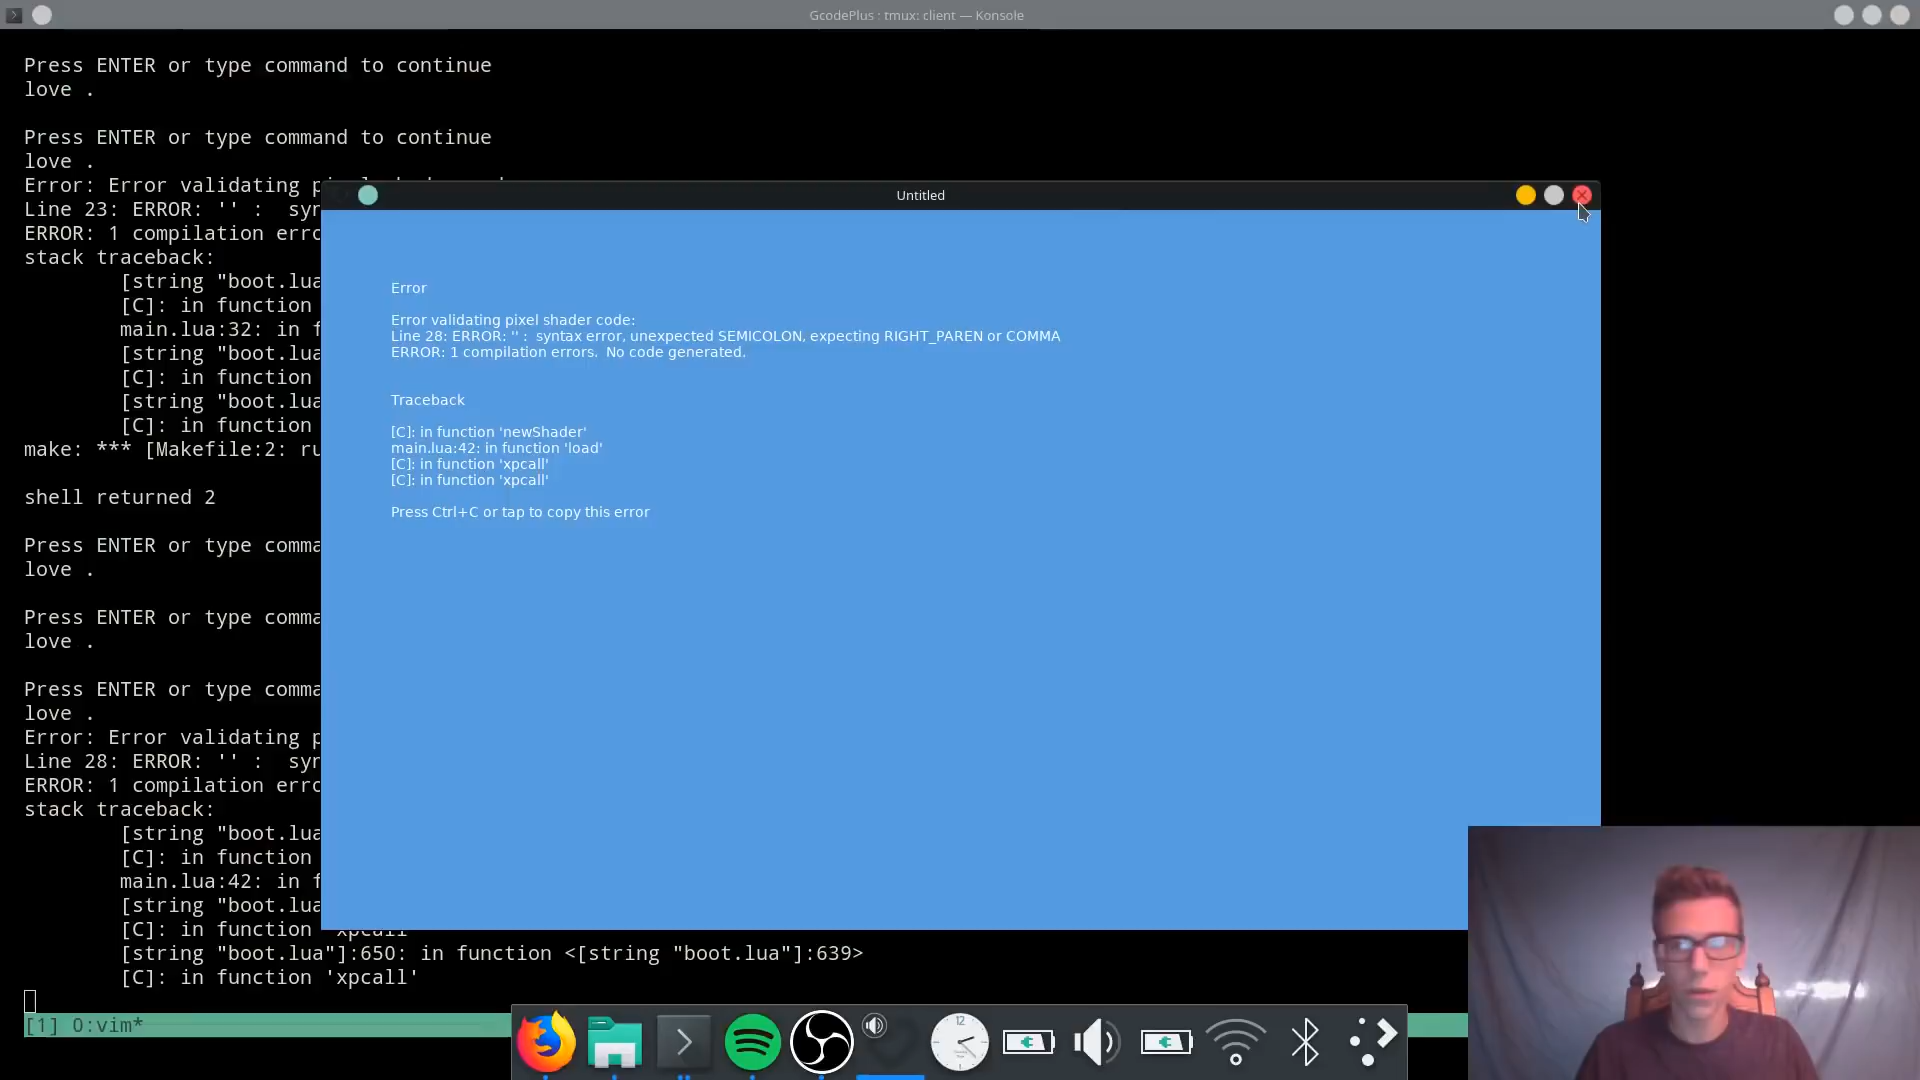 GcodePlus : tmux: client — Konsole
Press ENTER or type command to continue
love .
Press ENTER or type command to continue
love .
Error: Error validating
Line 23: ERROR: '' :  syn
ERROR: 1 compilation erro
stack traceback:
[string "boot.lua
[C]: in function
main.lua:32: in f
[string "boot.lua
[C]: in function
[string "boot.lua
[C]: in function
make: *** [Makefile:2: ru
shell returned 2
Press ENTER or type comma
love .
Press ENTER or type comma
love .
Press ENTER or type comma
love .
Error: Error validating p
Line 28: ERROR: '' :  syn
ERROR: 1 compilation erro
stack traceback:
[string "boot.lua
[C]: in function
main.lua:42: in f
[string "boot.lua
[C]: in function 'xpcall'
[string "boot.lua"]:650: in function <[string "boot.lua"]:639>
[C]: in function 'xpcall'
[1] 0:vim*
Untitled
Error
Error validating pixel shader code:
Line 28: ERROR: '' :  syntax error, unexpected SEMICOLON, expecting RIGHT_PAREN or COMMA
ERROR: 1 compilation errors.  No code generated.
Traceback
[C]: in function 'newShader'
main.lua:42: in function 'load'
[C]: in function 'xpcall'
[C]: in function 'xpcall'
Press Ctrl+C or tap to copy this error
12